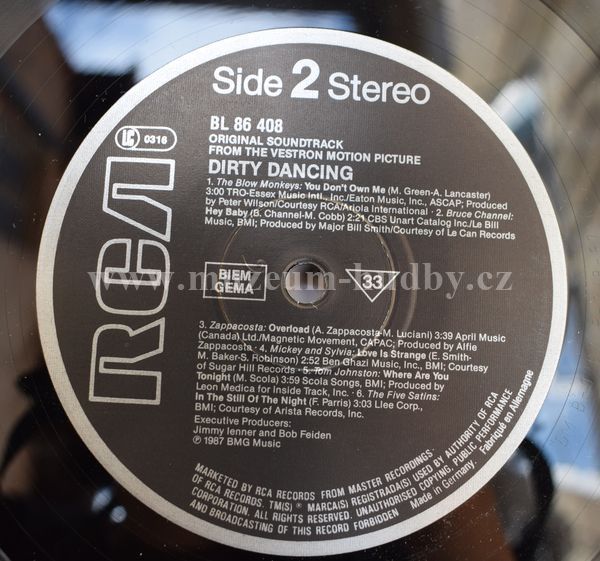 Side 2 Stereo
BL 86 408
LC 0316
ORIGINAL SOUNDTRACK
FROM THE VESTRON MOTION PICTURE
DIRTY DANCING
1. The Blow Monkeys: You Don't Own Me (M. Green-A. Lancaster)
3:00 TRO-Essex Music Intl., Inc./Eaton Music, Inc., ASCAP; Produced
by Peter Wilson/Courtesy RCA/Ariola International · 2. Bruce Channel:
Hey Baby (B. Channel-M. Cobb) 2:21 CBS Unart Catalog Inc./Le Bill
Music, BMI; Produced by Major Bill Smith/Courtesy of Le Can Records
RCA
www.muzeum-hudby.cz
BIEM
GEMA
33
3. Zappacosta: Overload (A. Zappacosta-M. Luciani) 3:39 April Music
(Canada) Ltd./Magnetic Movement, CAPAC; Produced by Alfie
Zappacosta · 4. Mickey and Sylvia: Love Is Strange (E. Smith-
M. Baker-S. Robinson) 2:52 Ben Ghazi Music, Inc., BMI; Courtesy
of Sugar Hill Records · 5. Tom Johnston: Where Are You
Tonight (M. Scola) 3:59 Scola Songs, BMI; Produced by
Leon Medica for Inside Track, Inc. · 6. The Five Satins:
In The Still Of The Night (F. Parris) 3:03 Llee Corp.,
BMI; Courtesy of Arista Records, Inc.
Executive Producers:
Jimmy Ienner and Bob Feiden
℗ 1987 BMG Music
MARKETED BY RCA RECORDS FROM MASTER RECORDINGS
OF RCA RECORDS. TM(S) ® MARCA(S) REGISTRADA(S) USED BY AUTHORITY OF RCA
CORPORATION. ALL RIGHTS RESERVED. UNAUTHORISED COPYING, PUBLIC PERFORMANCE
AND BROADCASTING OF THIS RECORD FORBIDDEN
Made in Germany. Fabriqué en Allemagne